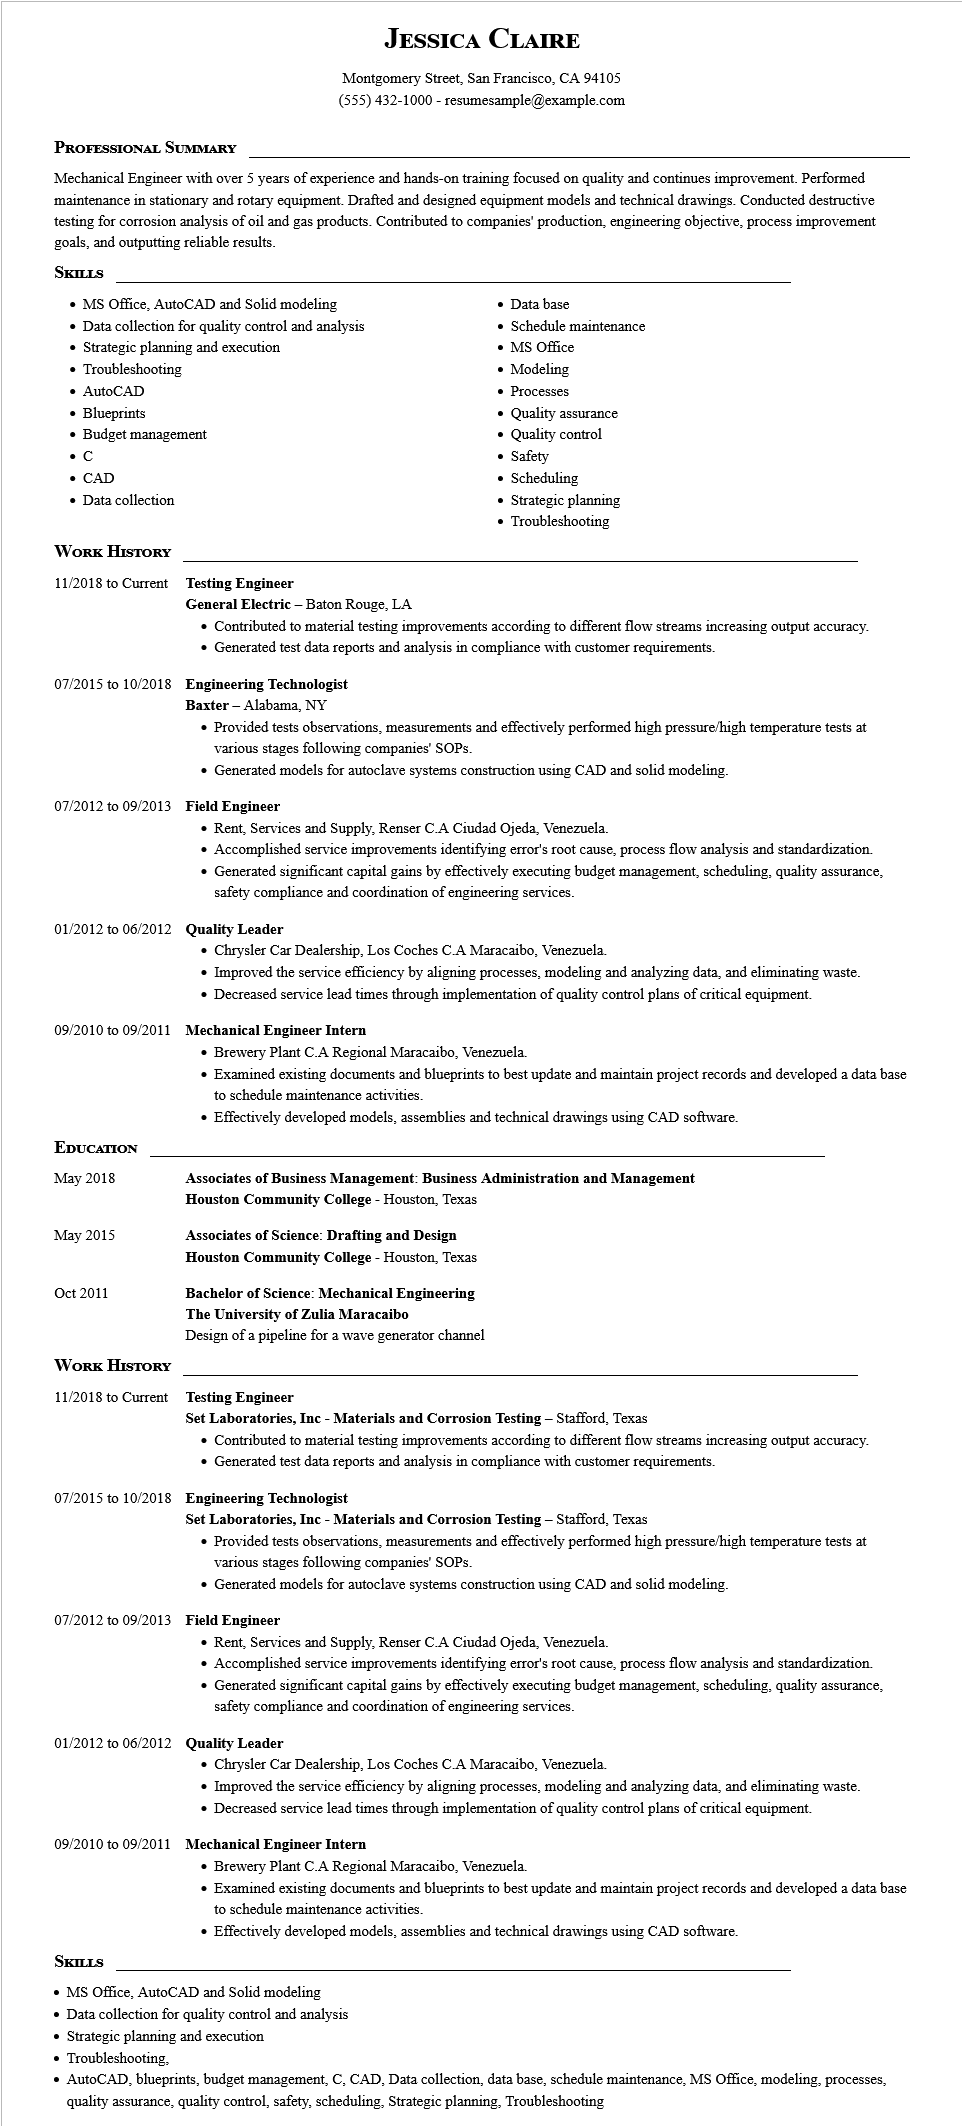 Jessica Claire
Montgomery Street, San Francisco, CA 94105
(555) 432-1000 - resumesample@example.com
Professional Summary
Mechanical Engineer with over 5 years of experience and hands-on training focused on quality and continues improvement. Performed
maintenance in stationary and rotary equipment. Drafted and designed equipment models and technical drawings. Conducted destructive
testing for corrosion analysis of oil and gas products. Contributed to companies' production, engineering objective, process improvement
goals, and outputting reliable results.
Skills
• MS Office, AutoCAD and Solid modeling
• Data collection for quality control and analysis
• Strategic planning and execution
• Troubleshooting
• AutoCAD
• Blueprints
• Budget management
• C
• CAD
• Data collection
• Data base
• Schedule maintenance
• MS Office
• Modeling
• Processes
• Quality assurance
• Quality control
• Safety
• Scheduling
• Strategic planning
• Troubleshooting
Work History
11/2018 to Current Testing Engineer
General Electric – Baton Rouge, LA
• Contributed to material testing improvements according to different flow streams increasing output accuracy.
• Generated test data reports and analysis in compliance with customer requirements.
07/2015 to 10/2018 Engineering Technologist
Baxter – Alabama, NY
• Provided tests observations, measurements and effectively performed high pressure/high temperature tests at
various stages following companies' SOPs.
• Generated models for autoclave systems construction using CAD and solid modeling.
07/2012 to 09/2013 Field Engineer
• Rent, Services and Supply, Renser C.A Ciudad Ojeda, Venezuela.
• Accomplished service improvements identifying error's root cause, process flow analysis and standardization.
• Generated significant capital gains by effectively executing budget management, scheduling, quality assurance,
safety compliance and coordination of engineering services.
01/2012 to 06/2012 Quality Leader
• Chrysler Car Dealership, Los Coches C.A Maracaibo, Venezuela.
• Improved the service efficiency by aligning processes, modeling and analyzing data, and eliminating waste.
• Decreased service lead times through implementation of quality control plans of critical equipment.
09/2010 to 09/2011 Mechanical Engineer Intern
• Brewery Plant C.A Regional Maracaibo, Venezuela.
• Examined existing documents and blueprints to best update and maintain project records and developed a data base
to schedule maintenance activities.
• Effectively developed models, assemblies and technical drawings using CAD software.
Education
May 2018 Associates of Business Management: Business Administration and Management
Houston Community College - Houston, Texas
May 2015 Associates of Science: Drafting and Design
Houston Community College - Houston, Texas
Oct 2011 Bachelor of Science: Mechanical Engineering
The University of Zulia Maracaibo
Design of a pipeline for a wave generator channel
Work History
11/2018 to Current Testing Engineer
Set Laboratories, Inc - Materials and Corrosion Testing – Stafford, Texas
• Contributed to material testing improvements according to different flow streams increasing output accuracy.
• Generated test data reports and analysis in compliance with customer requirements.
07/2015 to 10/2018 Engineering Technologist
Set Laboratories, Inc - Materials and Corrosion Testing – Stafford, Texas
• Provided tests observations, measurements and effectively performed high pressure/high temperature tests at
various stages following companies' SOPs.
• Generated models for autoclave systems construction using CAD and solid modeling.
07/2012 to 09/2013 Field Engineer
• Rent, Services and Supply, Renser C.A Ciudad Ojeda, Venezuela.
• Accomplished service improvements identifying error's root cause, process flow analysis and standardization.
• Generated significant capital gains by effectively executing budget management, scheduling, quality assurance,
safety compliance and coordination of engineering services.
01/2012 to 06/2012 Quality Leader
• Chrysler Car Dealership, Los Coches C.A Maracaibo, Venezuela.
• Improved the service efficiency by aligning processes, modeling and analyzing data, and eliminating waste.
• Decreased service lead times through implementation of quality control plans of critical equipment.
09/2010 to 09/2011 Mechanical Engineer Intern
• Brewery Plant C.A Regional Maracaibo, Venezuela.
• Examined existing documents and blueprints to best update and maintain project records and developed a data base
to schedule maintenance activities.
• Effectively developed models, assemblies and technical drawings using CAD software.
Skills
• MS Office, AutoCAD and Solid modeling
• Data collection for quality control and analysis
• Strategic planning and execution
• Troubleshooting,
• AutoCAD, blueprints, budget management, C, CAD, Data collection, data base, schedule maintenance, MS Office, modeling, processes,
quality assurance, quality control, safety, scheduling, Strategic planning, Troubleshooting